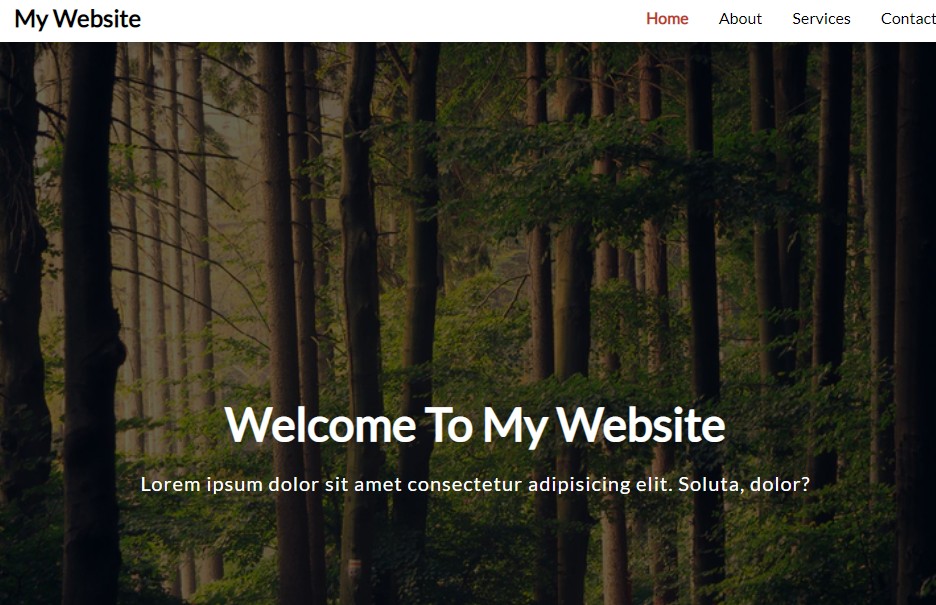 My Website
Home About Services Contact
Welcome To My Website
Lorem ipsum dolor sit amet consectetur adipisicing elit. Soluta, dolor?